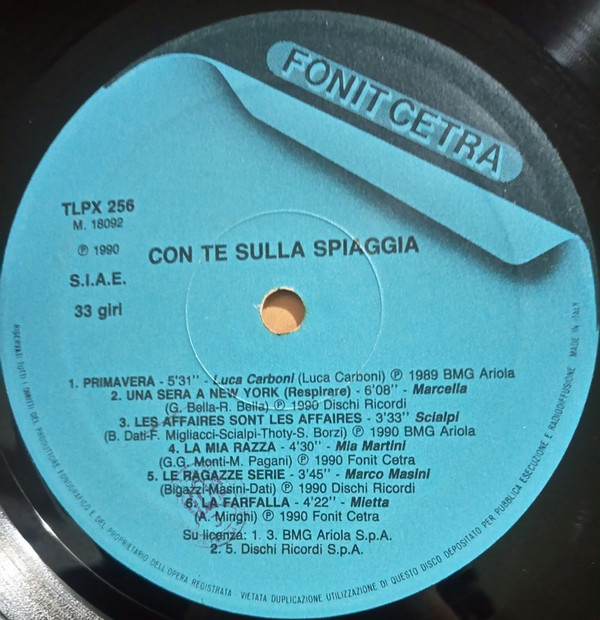 FONIT CETRA
TLPX 256
M. 18092
℗ 1990
S.I.A.E.
33 giri
CON TE SULLA SPIAGGIA
1. PRIMAVERA - 5'31" - Luca Carboni (Luca Carboni) ℗ 1989 BMG Ariola
2. UNA SERA A NEW YORK (Respirare) - 6'08" - Marcella
(G. Bella-R. Bella) ℗ 1990 Dischi Ricordi
3. LES AFFAIRES SONT LES AFFAIRES - 3'33" Scialpi
(B. Dati-F. Migliacci-Scialpi-Thoty-S. Borzi) ℗ 1990 BMG Ariola
4. LA MIA RAZZA - 4'30" - Mia Martini
(G.G. Monti-M. Pagani) ℗ 1990 Fonit Cetra
5. LE RAGAZZE SERIE - 3'45" - Marco Masini
(Bigazzi-Masini-Dati) ℗ 1990 Dischi Ricordi
6. LA FARFALLA - 4'22" - Mietta
(A. Minghi) ℗ 1990 Fonit Cetra
Su licenza: 1. 3. BMG Ariola S.p.A.
2. 5. Dischi Ricordi S.p.A.
RISERVATI TUTTI I DIRITTI DEL PRODUTTORE FONOGRAFICO E DEL PROPRIETARIO DELL'OPERA REGISTRATA - VIETATA DUPLICAZIONE UTILIZZAZIONE DI QUESTO DISCO DEPOSITATO PER PUBBLICA ESECUZIONE E RADIODIFFUSIONE MADE IN ITALY